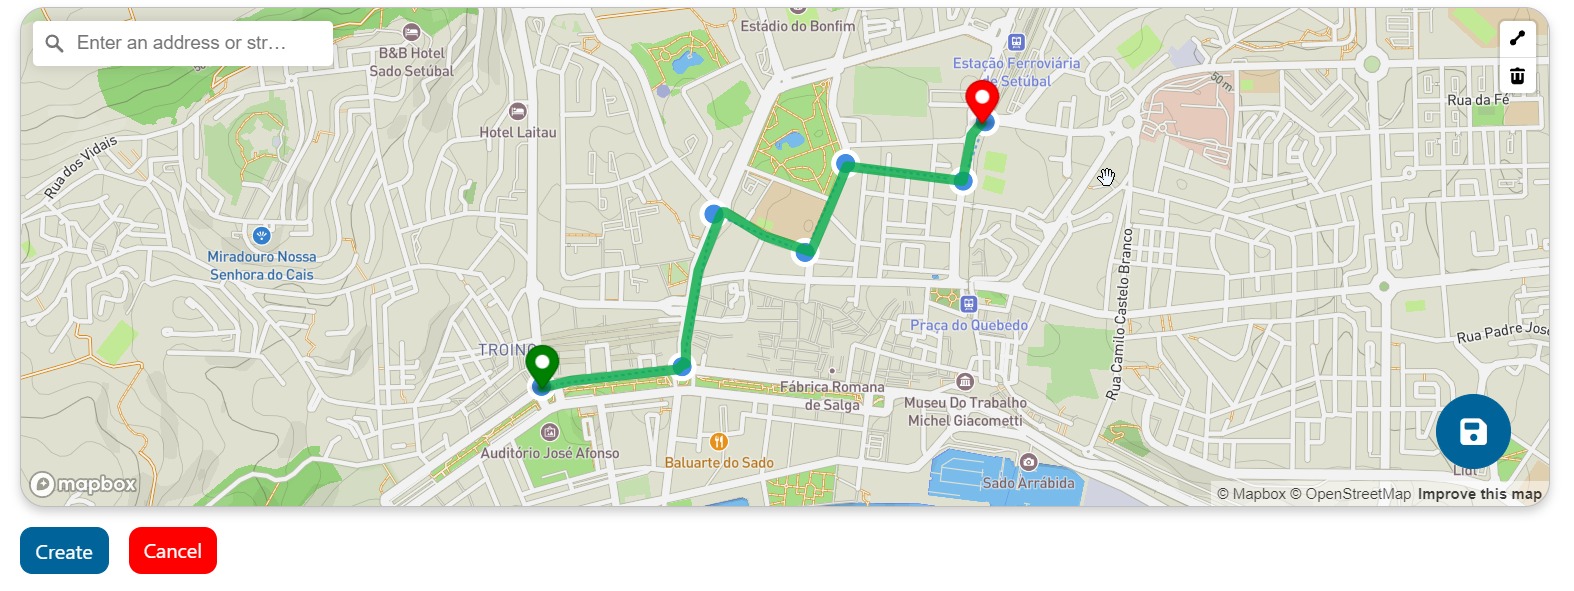 Enter an address or str...
Estádio do Bonfim
B&B Hotel
Sado Setúbal
Estação Ferroviária
de Setúbal
50 m
Rua da Fé
Hotel Laitau
Rua dos Vidais
Miradouro Nossa
Senhora do Cais
Rua Camilo Castelo Branco
Praça do Quebedo
Rua Padre José
TROINO
Fábrica Romana
de Salga
Museu Do Trabalho
Michel Giacometti
Auditório José Afonso
Baluarte do Sado
Sado Arrábida
Lidl
mapbox
© Mapbox © OpenStreetMap Improve this map
Create
Cancel